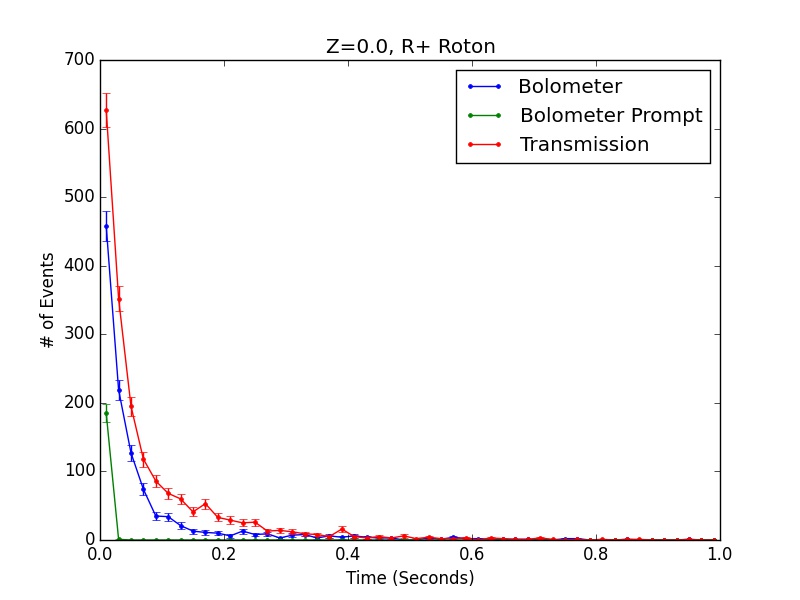 Z=0.0, R+ Roton
700
600
500
400
300
200
100
0
# of Events
Bolometer
Bolometer Prompt
Transmission
0.0 0.2 0.4 0.6 0.8 1.0
Time (Seconds)